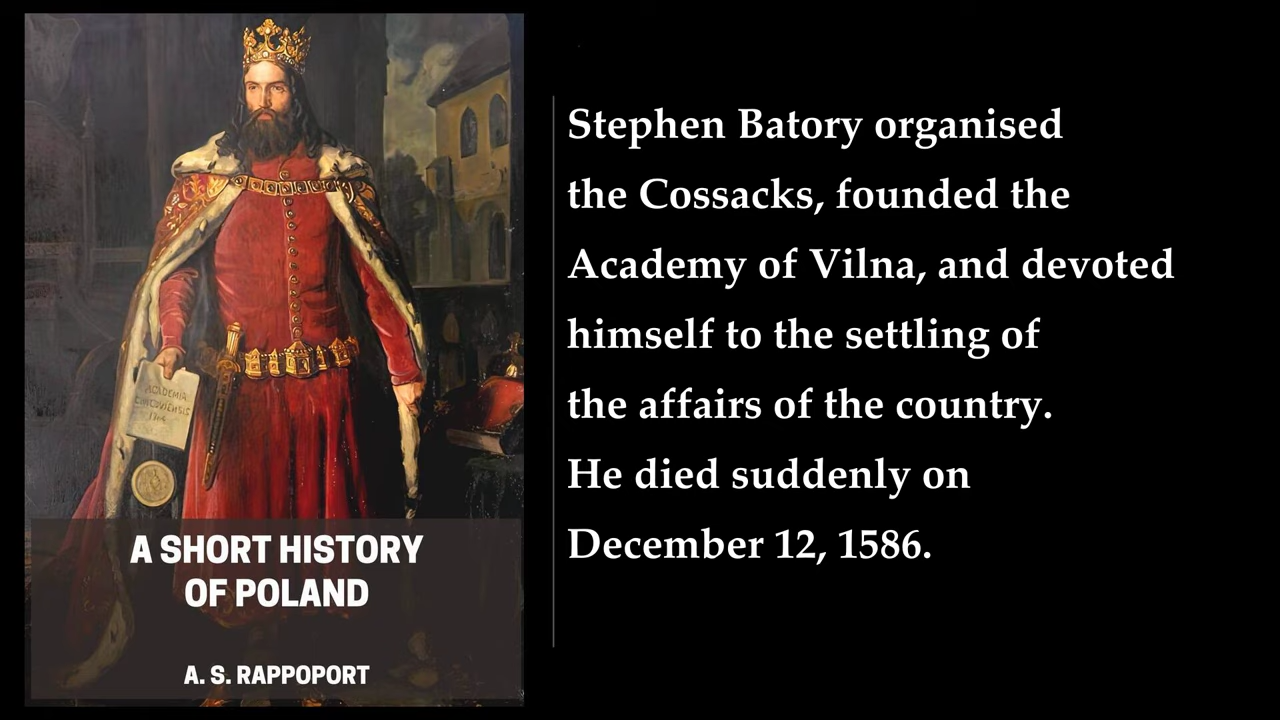 ACADEMIA
A SHORT HISTORY
OF POLAND
A. S. RAPPOPORT
Stephen Batory organised
the Cossacks, founded the
Academy of Vilna, and devoted
himself to the settling of
the affairs of the country.
He died suddenly on
December 12, 1586.